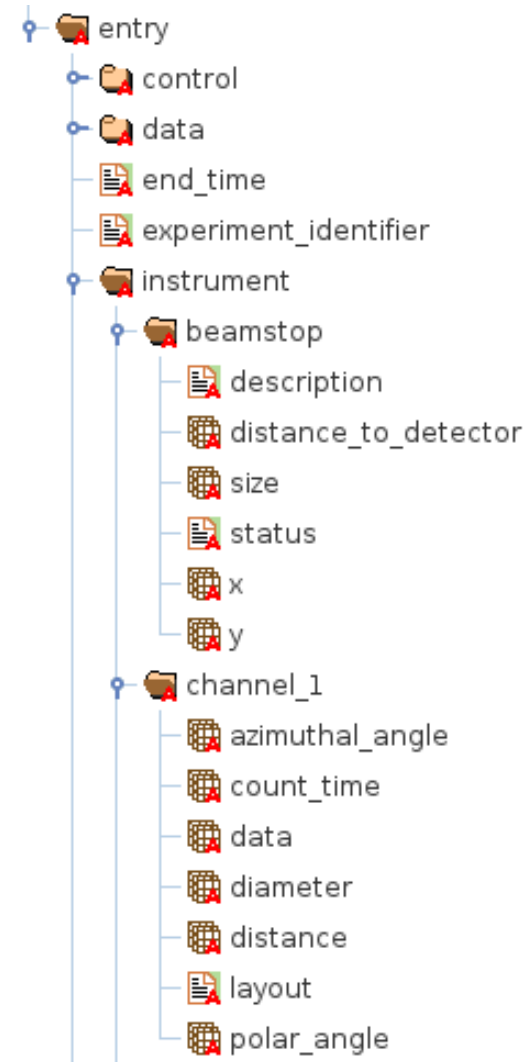 entry
control
data
end_time
experiment_identifier
instrument
beamstop
description
distance_to_detector
size
status
x
y
channel_1
azimuthal_angle
count_time
data
diameter
distance
layout
polar_angle